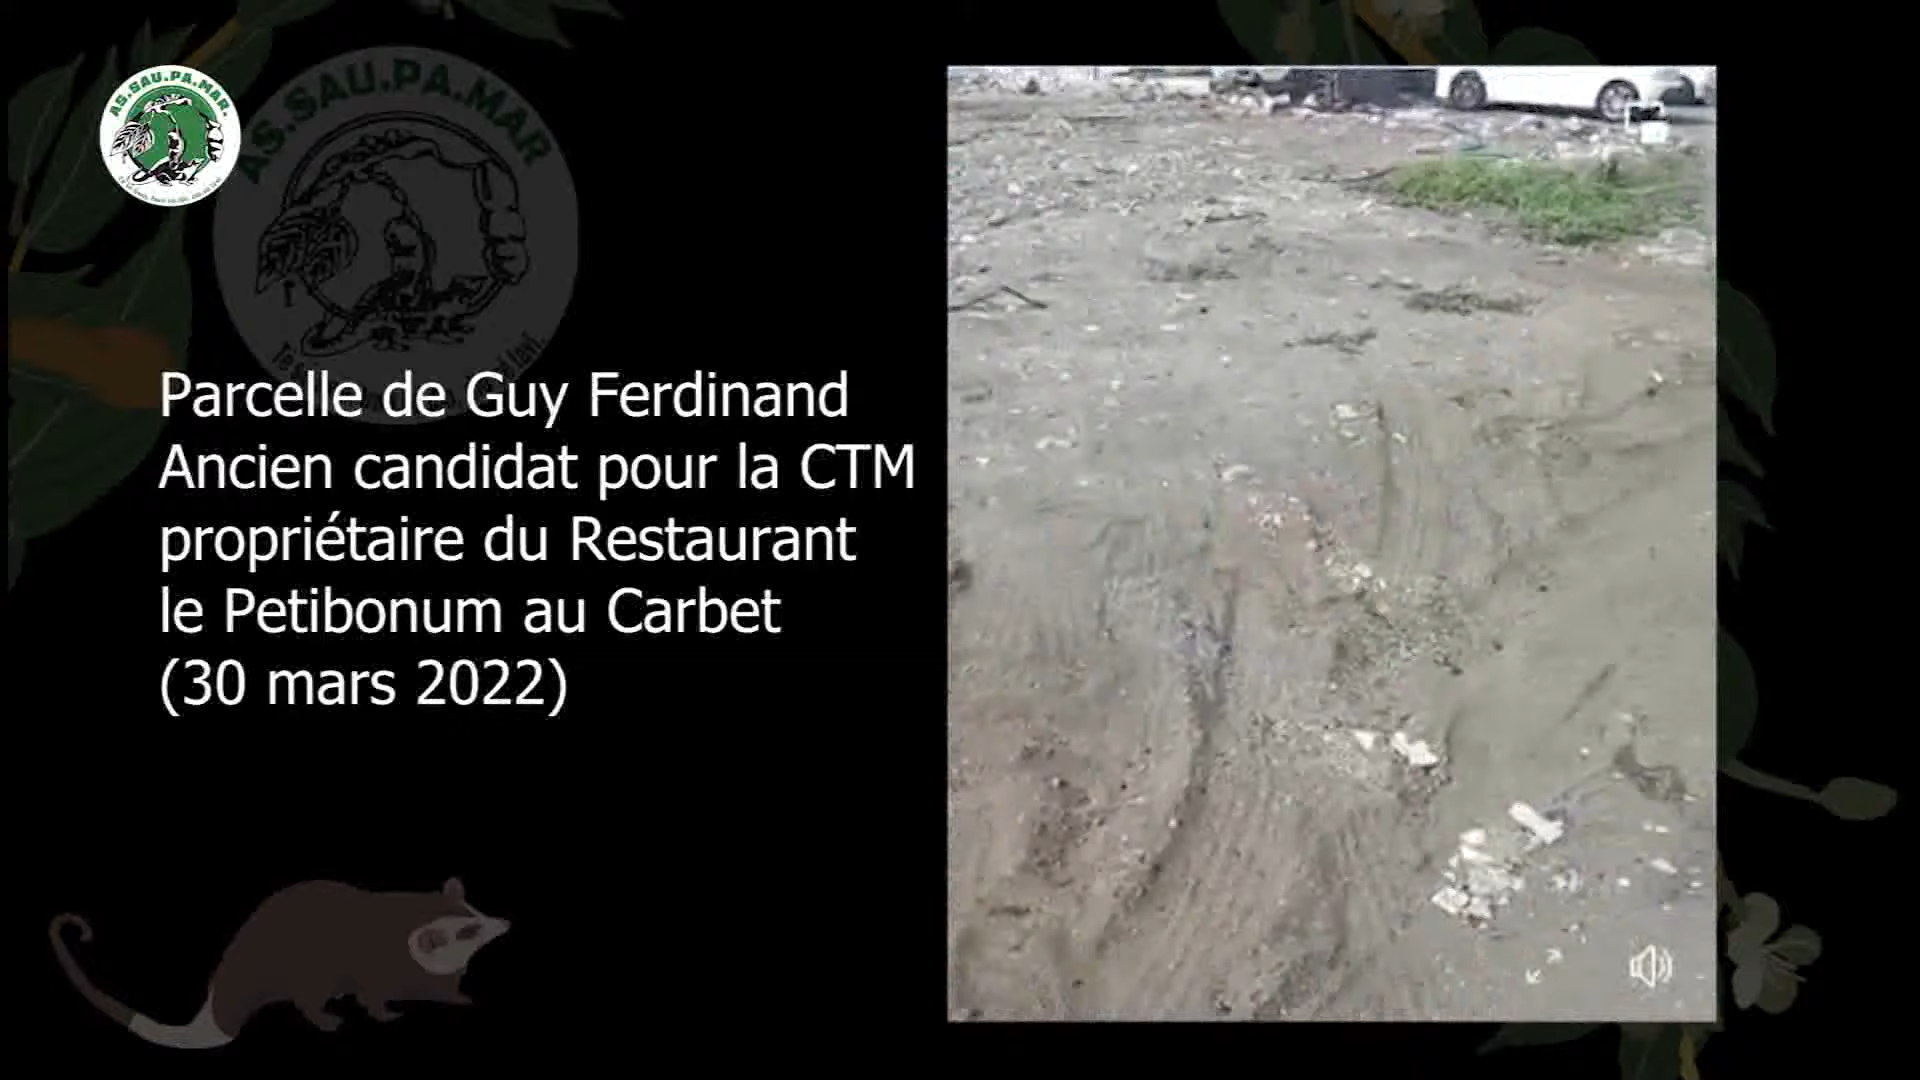 AS.SAU.PA.MAR.
AS.SAU.PA.MAR
Parcelle de Guy Ferdinand
Ancien candidat pour la CTM
propriétaire du Restaurant
le Petibonum au Carbet
(30 mars 2022)